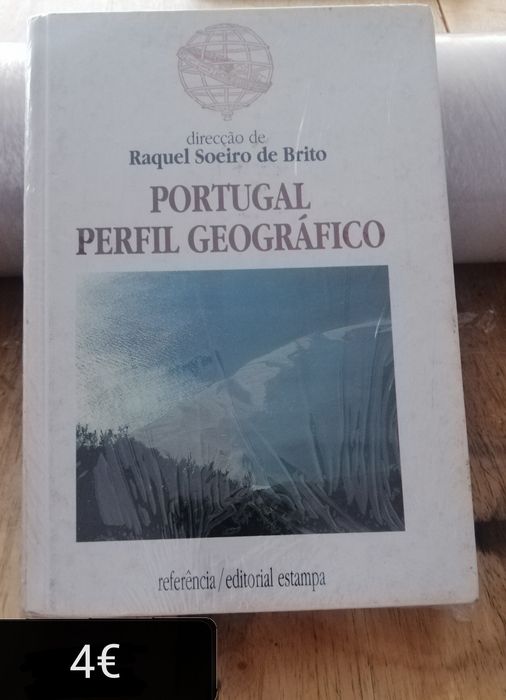 direcção de
Raquel Soeiro de Brito
PORTUGAL
PERFIL GEOGRÁFICO
referência/editorial estampa
4€